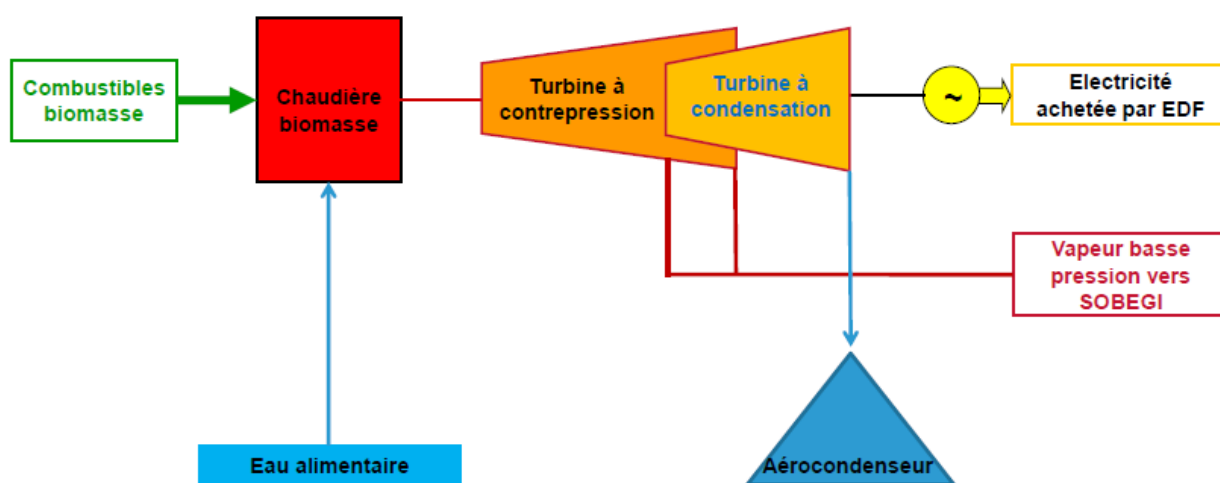 Combustibles
biomasse
Chaudière
biomasse
Turbine à
contrepression
Turbine à
condensation
~
Electricité
achetée par EDF
Vapeur basse
pression vers
SOBEGI
Eau alimentaire
Aérocondenseur